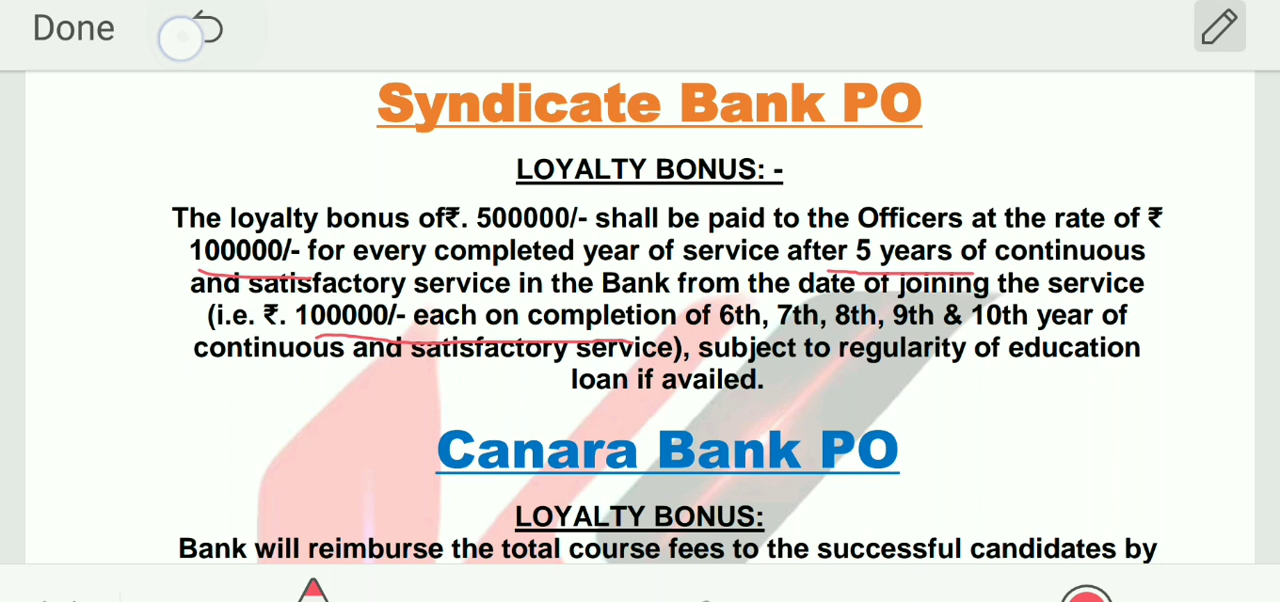 Done
Syndicate Bank PO
LOYALTY BONUS: -
The loyalty bonus of₹. 500000/- shall be paid to the Officers at the rate of ₹
100000/- for every completed year of service after 5 years of continuous
and satisfactory service in the Bank from the date of joining the service
(i.e. ₹. 100000/- each on completion of 6th, 7th, 8th, 9th & 10th year of
continuous and satisfactory service), subject to regularity of education
loan if availed.
Canara Bank PO
LOYALTY BONUS:
Bank will reimburse the total course fees to the successful candidates by